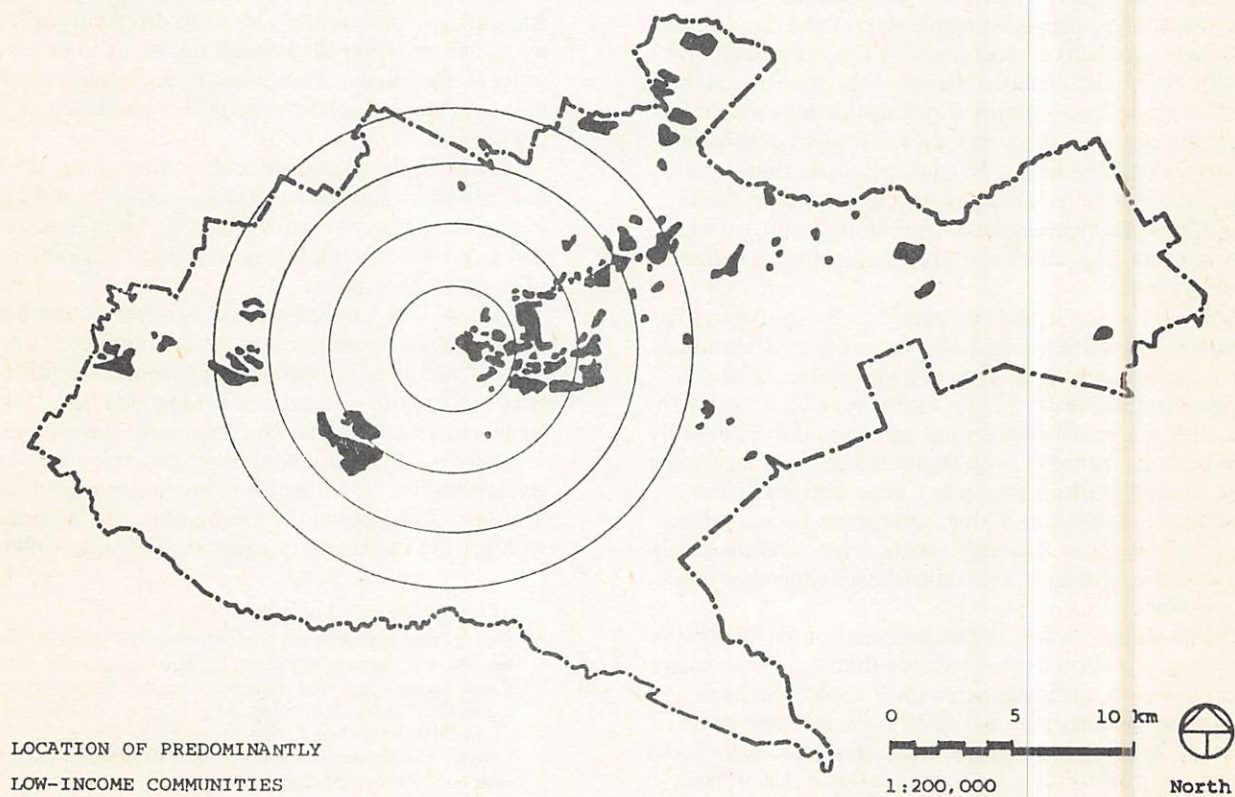 LOCATION OF PREDOMINANTLY
LOW-INCOME COMMUNITIES
0 5 10 km
1:200,000
North